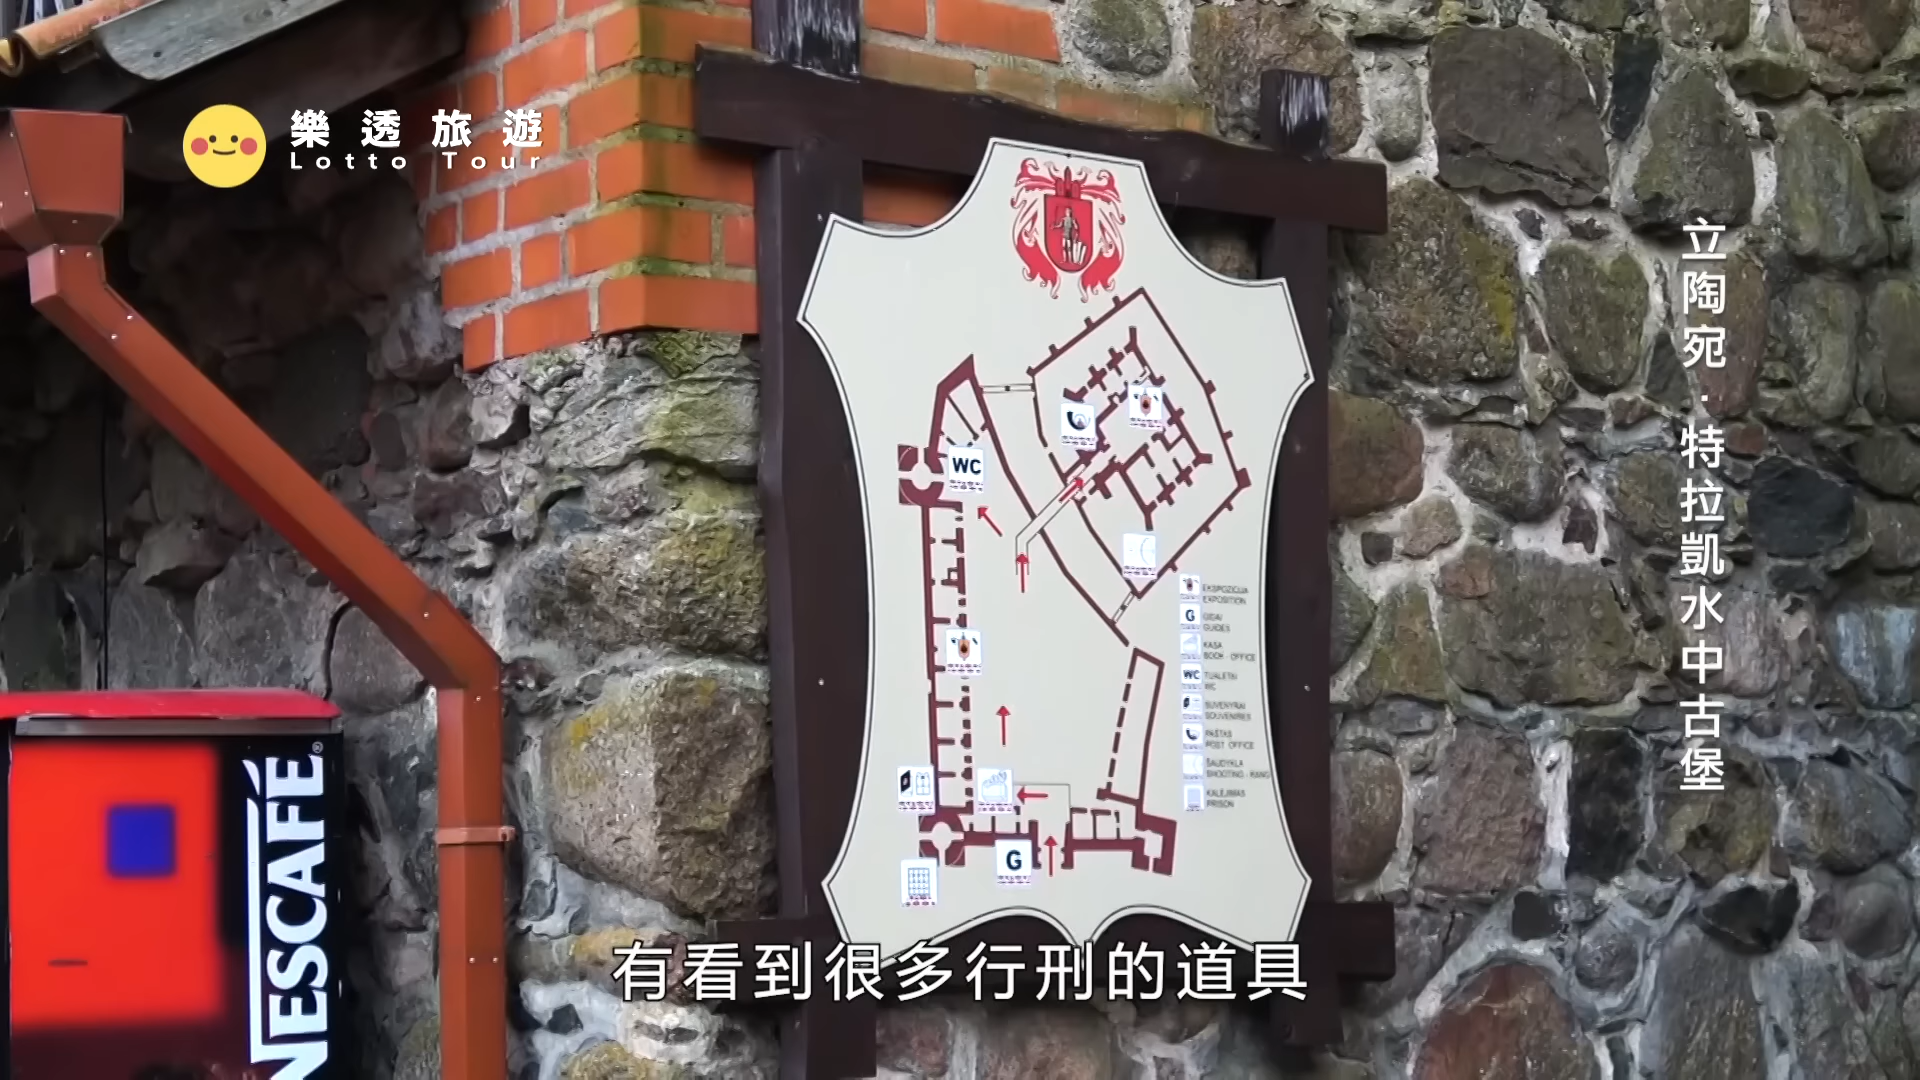 樂透旅遊
Lotto Tour
立陶宛·特拉凱水中古堡
WC
G
EKSPOZICIJA
EXPOSITION
G
GIDAI
GUIDES
KASA
BOOK-OFFICE
WC
TUALETAI
WC
SUVENYRAI
SOUVENIRES
PAŠTAS
POST OFFICE
ŠAUDYKLA
SHOOTING-RANG
KALĖJIMAS
PRISON
NESCAFÉ®
有看到很多行刑的道具